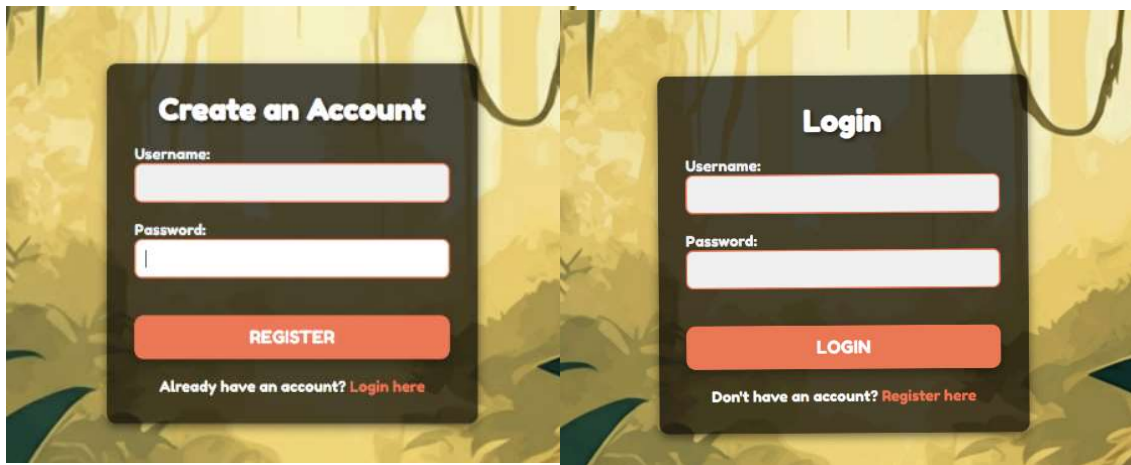 Create an Account
Username:
Password:
REGISTER
Already have an account? Login here
Login
Username:
Password:
LOGIN
Don't have an account? Register here